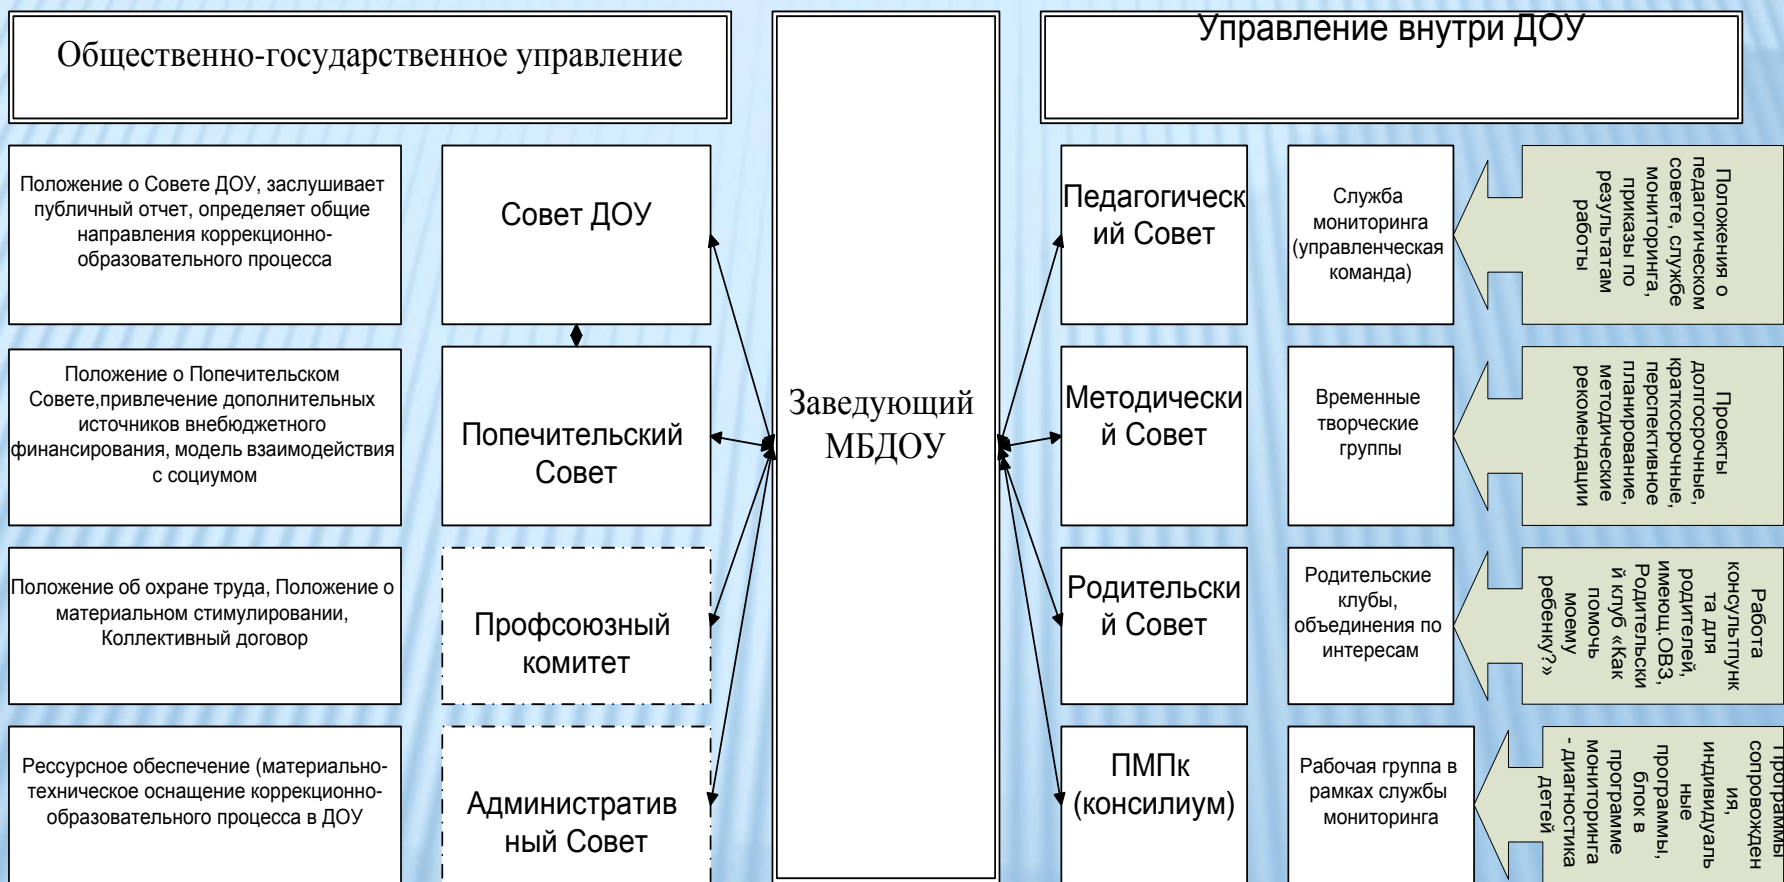 Общественно-государственное управление
Управление внутри ДОУ
Положение о Совете ДОУ, заслушивает
публичный отчет, определяет общие
направления коррекционно-
образовательного процесса
Совет ДОУ
Положение о Попечительском
Совете,привлечение дополнительных
источников внебюджетного
финансирования, модель взаимодействия
с социумом
Попечительский
Совет
Положение об охране труда, Положение о
материальном стимулировании,
Коллективный договор
Профсоюзный
комитет
Рессурсное обеспечение (материально-
техническое оснащение коррекционно-
образовательного процесса в ДОУ
Административ
ный Совет
Заведующий
МБДОУ
Педагогическ
ий Совет
Служба
мониторинга
(управленческая
команда)
Положения о
педагогическом
совете, службе
мониторинга,
приказы по
результатам
работы
Методически
й Совет
Временные
творческие
группы
Проекты
долгосрочные,
краткосрочные,
перспективное
планирование,
методические
рекомендации
Родительски
й Совет
Родительские
клубы,
объединения по
интересам
Работа
консультпунк
та для
родителей,
имеющ.ОВЗ,
Родительски
й клуб «Как
помочь
моему
ребенку?»
ПМПк
(консилиум)
Рабочая группа в
рамках службы
мониторинга
Программы
сопровожден
ия,
индивидуаль
ные
программы,
блок в
программе
мониторинга
- диагностика
детей